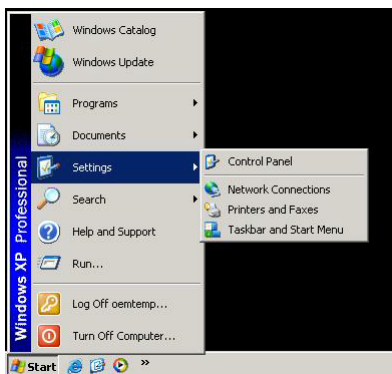 Windows Catalog
Windows Update
Programs
Documents
Settings
Search
Help and Support
Run...
Log Off oemtemp...
Turn Off Computer...
Windows XP Professional
Control Panel
Network Connections
Printers and Faxes
Taskbar and Start Menu
Start
»